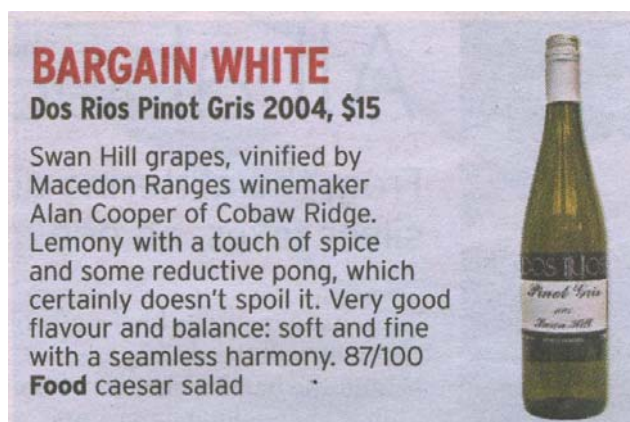 BARGAIN WHITE
Dos Rios Pinot Gris 2004, $15
Swan Hill grapes, vinified by
Macedon Ranges winemaker
Alan Cooper of Cobaw Ridge.
Lemony with a touch of spice
and some reductive pong, which
certainly doesn't spoil it. Very good
flavour and balance: soft and fine
with a seamless harmony. 87/100
Food caesar salad
DOS RIOS
Pinot Gris
Swan Hill